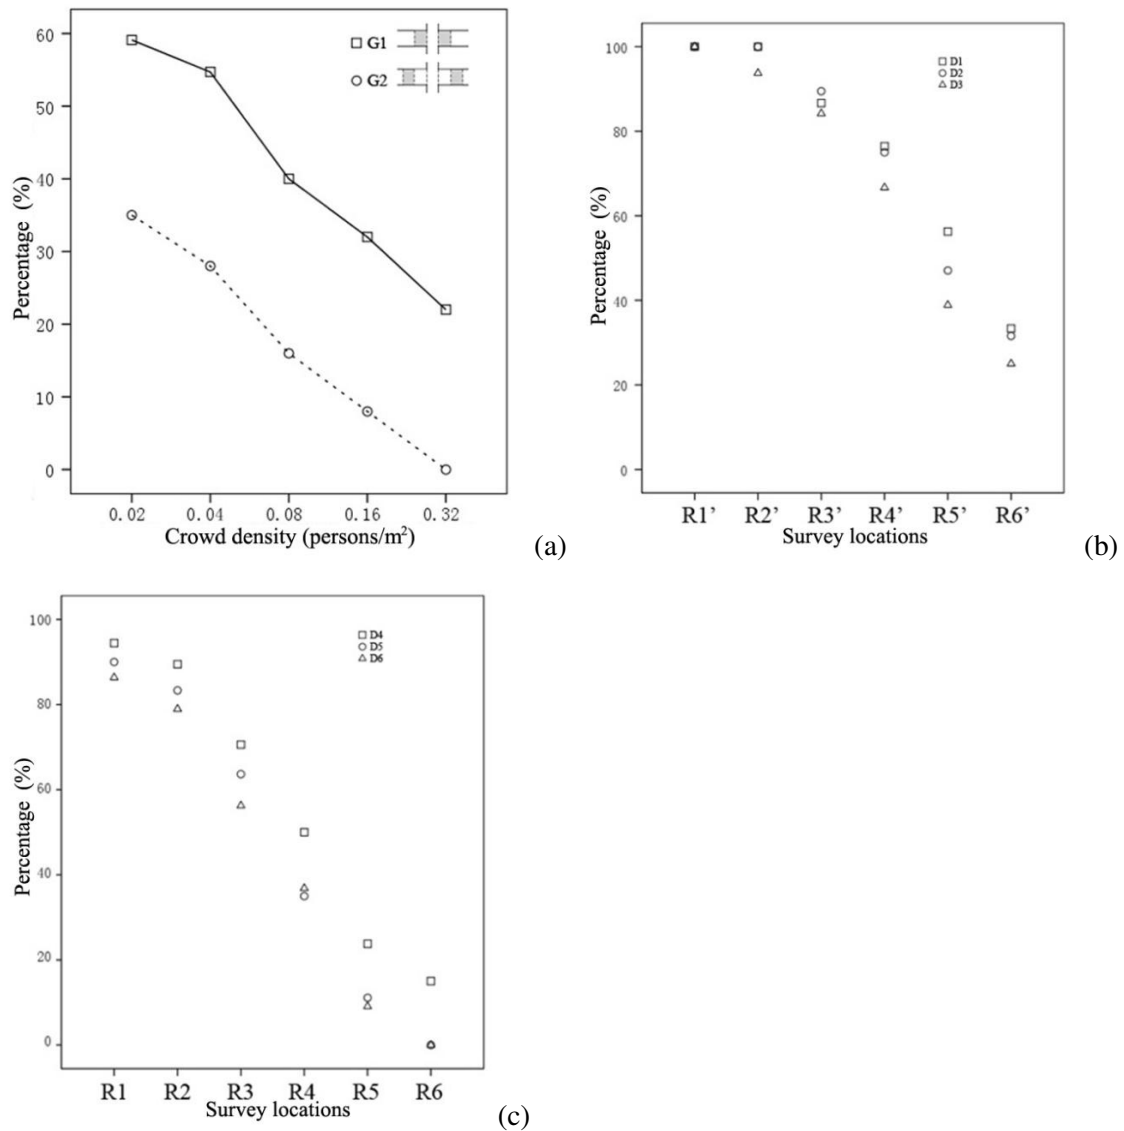 60
50
40
30
20
10
0
Percentage (%)
G1
G2
0.02 0.04 0.08 0.16 0.32
Crowd density (persons/m²)
(a)
100
80
60
40
20
0
Percentage (%)
D1
D2
D3
R1’ R2’ R3’ R4’ R5’ R6’
Survey locations
(b)
100
80
60
40
20
0
Percentage (%)
D4
D5
D6
R1 R2 R3 R4 R5 R6
Survey locations
(c)